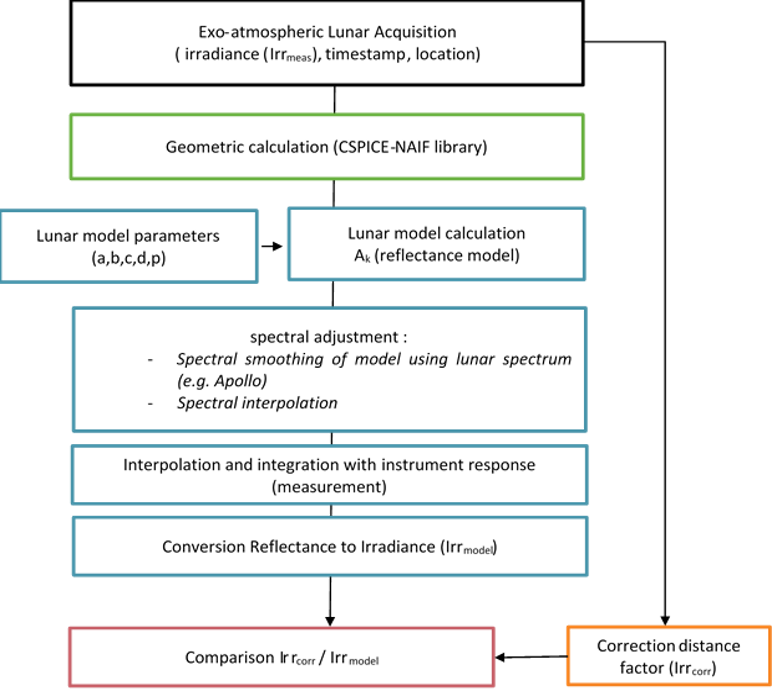 Exo-atmospheric Lunar Acquisition
( irradiance (Irrmeas), timestamp, location)
Geometric calculation (CSPICE-NAIF library)
Lunar model parameters
(a,b,c,d,p)
Lunar model calculation
Ak (reflectance model)
spectral adjustment :
- Spectral smoothing of model using lunar spectrum
(e.g. Apollo)
- Spectral interpolation
Interpolation and integration with instrument response
(measurement)
Conversion Reflectance to Irradiance (Irrmodel)
Comparison Irrcorr / Irrmodel
Correction distance
factor (Irrcorr)